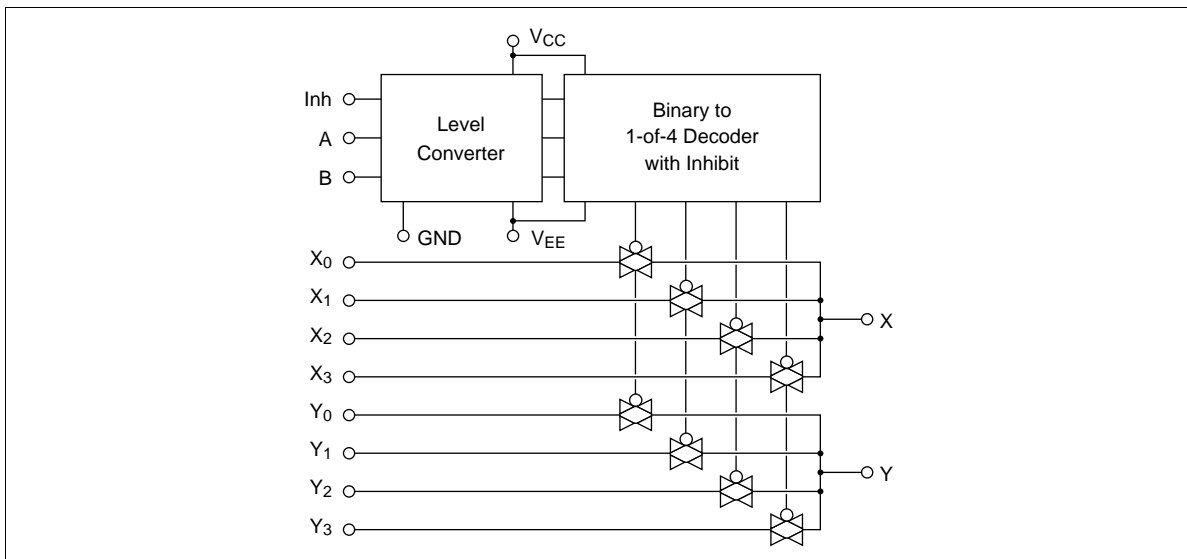 VCC
Inh
A
B
Level
Converter
Binary to
1-of-4 Decoder
with Inhibit
GND
VEE
X0
X1
X2
X3
X
Y0
Y1
Y2
Y3
Y